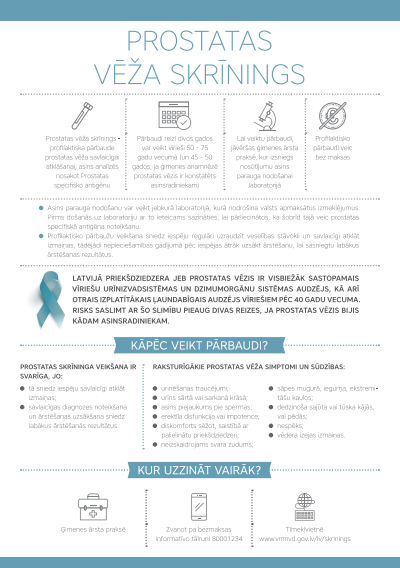 PROSTATAS
VĒŽA SKRĪNINGS
Prostatas vēža skrīnings -
profilaktiska pārbaude
prostatas vēža savlaicīgai
atklāšanai, asins analīzēs
nosakot Prostatas
specifisko antigēnu
Pārbaudi reizi divos gados
var veikt vīrieši 50 - 75
gadu vecumā (un 45 – 50
gados, ja ģimenes anamnēzē
prostatas vēzis ir konstatēts
asinsradiniekam)
Lai veiktu pārbaudi,
jāvēršas ģimenes ārsta
praksē, kur izsniegs
nosūtījumu asins
parauga nodošanai
laboratorijā
Profilaktisko
pārbaudi veic
bez maksas
Asins parauga nodošanu var veikt jebkurā laboratorijā, kurā nodrošina valsts apmaksātus izmeklējumus.
Pirms došanās uz laboratoriju ar to ieteicams sazināties, lai pārliecinātos, ka šobrīd tajā veic prostatas
specifiskā antigēna noteikšanu.
Profilaktisko pārbaužu veikšana sniedz iespēju regulāri uzraudzīt veselības stāvokli un savlaicīgi atklāt
izmaiņas, tādējādi nepieciešamības gadījumā pēc iespējas ātrāk uzsākt ārstēšanu, lai sasniegtu labākus
ārstēšanas rezultātus.
LATVIJĀ PRIEKŠDZIEDZERA JEB PROSTATAS VĒZIS IR VISBIEŽĀK SASTOPAMAIS
VĪRIEŠU URĪNIZVADSISTĒMAS UN DZIMUMORGĀNU SISTĒMAS AUDZĒJS, KĀ ARĪ
OTRAIS IZPLATĪTĀKAIS ĻAUNDABĪGAIS AUDZĒJS VĪRIEŠIEM PĒC 40 GADU VECUMA.
RISKS SASLIMT AR ŠO SLIMĪBU PIEAUG DIVAS REIZES, JA PROSTATAS VĒZIS BIJIS
KĀDAM ASINSRADINIEKAM.
KĀPĒC VEIKT PĀRBAUDI?
PROSTATAS SKRĪNINGA VEIKŠANA IR
SVARĪGA, JO:
tā sniedz iespēju savlaicīgi atklāt
izmaiņas;
savlaicīgas diagnozes noteikšana
un ārstēšanas uzsākšana sniedz
labākus ārstēšanās rezultātus.
RAKSTURĪGĀKIE PROSTATAS VĒŽA SIMPTOMI UN SŪDZĪBAS:
urinēšanas traucējumi;
urīns sārtā vai sarkanā krāsā;
asins piejaukums pie spermas;
erektīla disfunkcija vai impotence;
diskomforts sēžot, saistībā ar
palielinātu priekšdziedzeri;
neizskaidrojams svara zudums;
sāpes mugurā, iegurņa, ekstremi-
tāšu kaulos;
dedzinoša sajūta vai tūska kājās,
vai pēdās;
nespēks;
vēdera izejas izmaiņas.
KUR UZZINĀT VAIRĀK?
Ģimenes ārsta praksē
Zvanot pa bezmaksas
informatīvo tālruni 80001234
Tīmekļvietnē
www.vmnvd.gov.lv/lv/skrinings